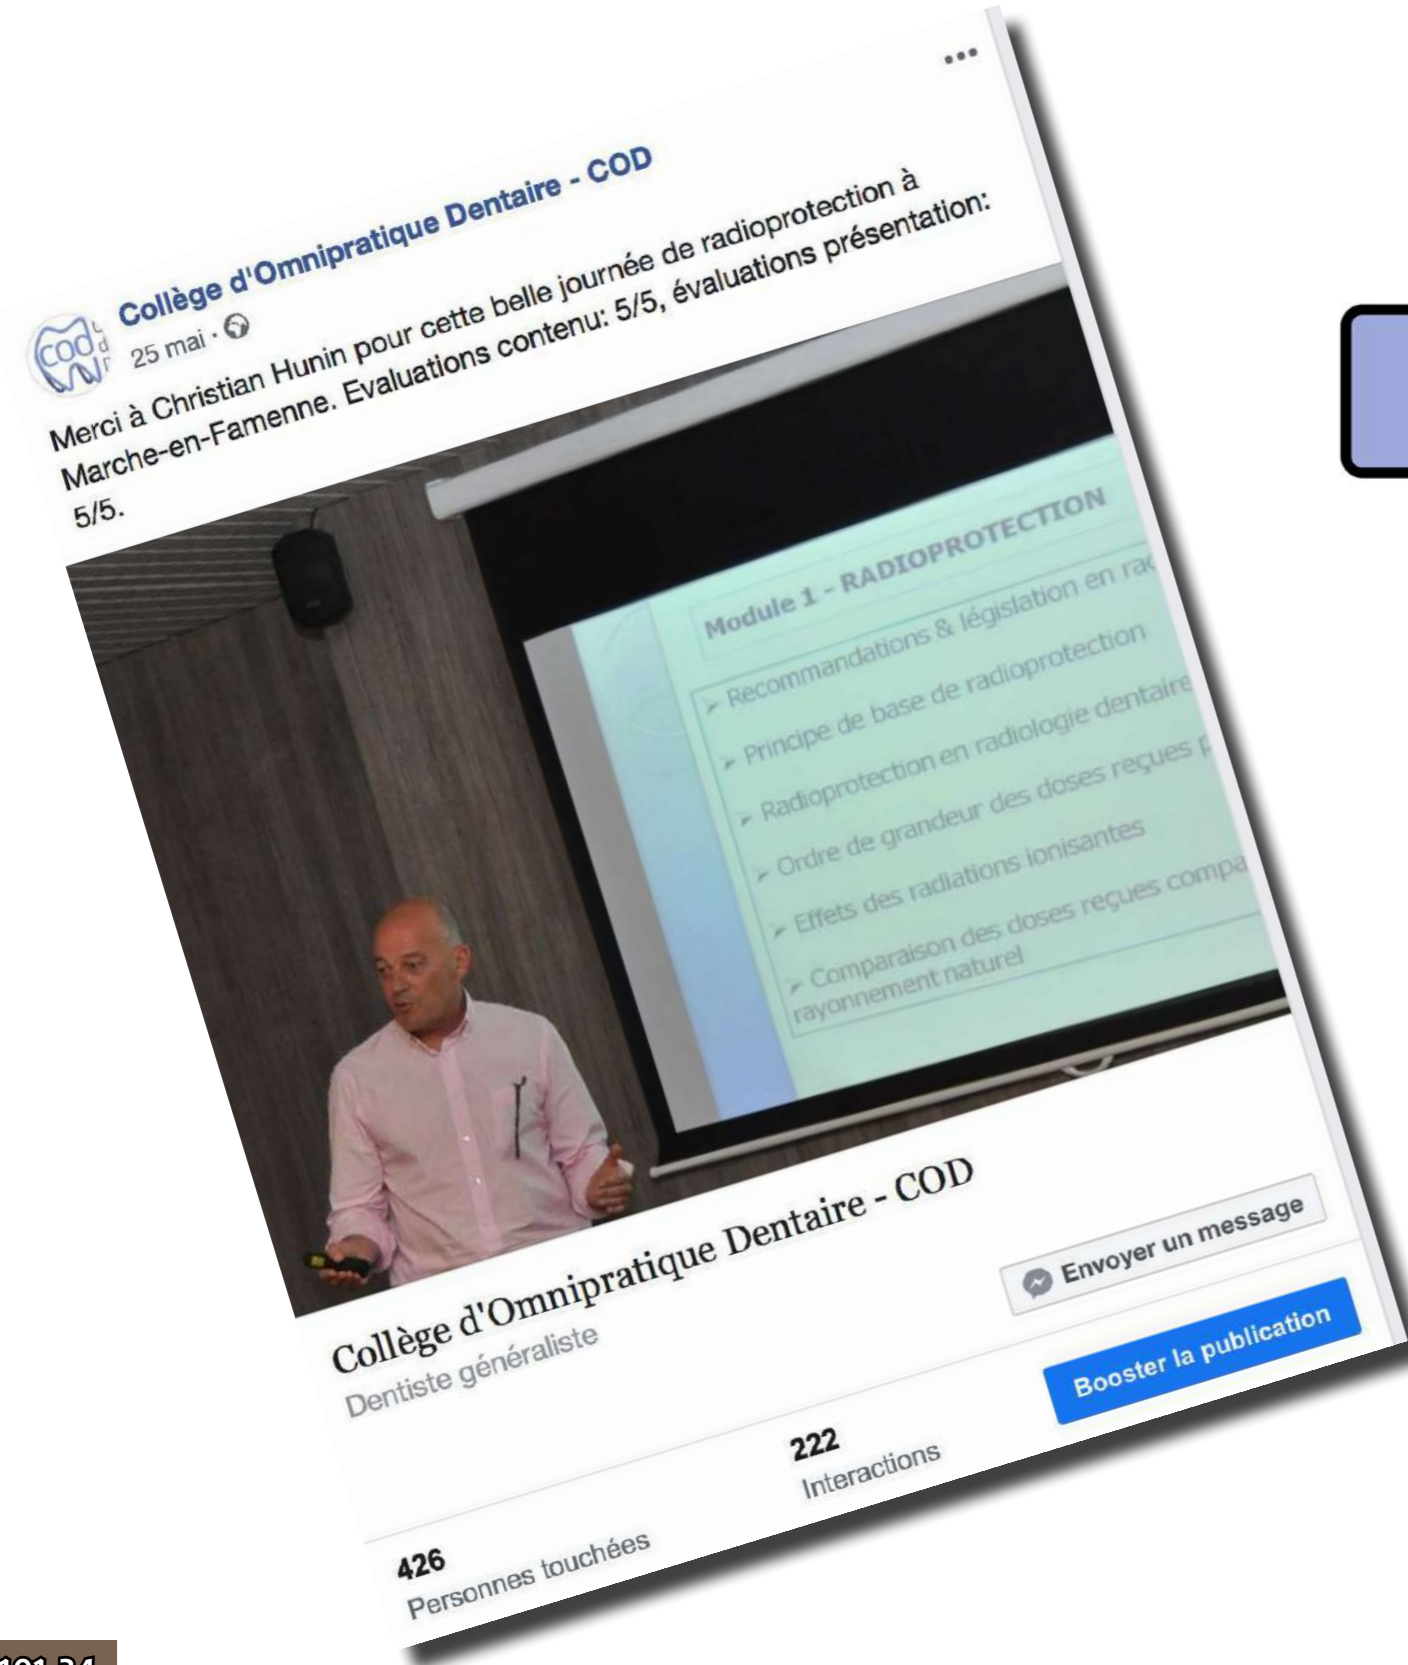 Collège d'Omnipratique Dentaire - COD
25 mai ·
cod
Merci à Christian Hunin pour cette belle journée de radioprotection à
Marche-en-Famenne. Evaluations contenu: 5/5, évaluations présentation:
5/5.
Module 1 - RADIOPROTECTION
➢ Recommandations & législation en rad
➢ Principe de base de radioprotection
➢ Radioprotection en radiologie dentaire
➢ Ordre de grandeur des doses reçues p
➢ Effets des radiations ionisantes
➢ Comparaison des doses reçues compa
rayonnement naturel
Collège d'Omnipratique Dentaire - COD
Dentiste généraliste
Envoyer un message
426
Personnes touchées
222
Interactions
Booster la publication